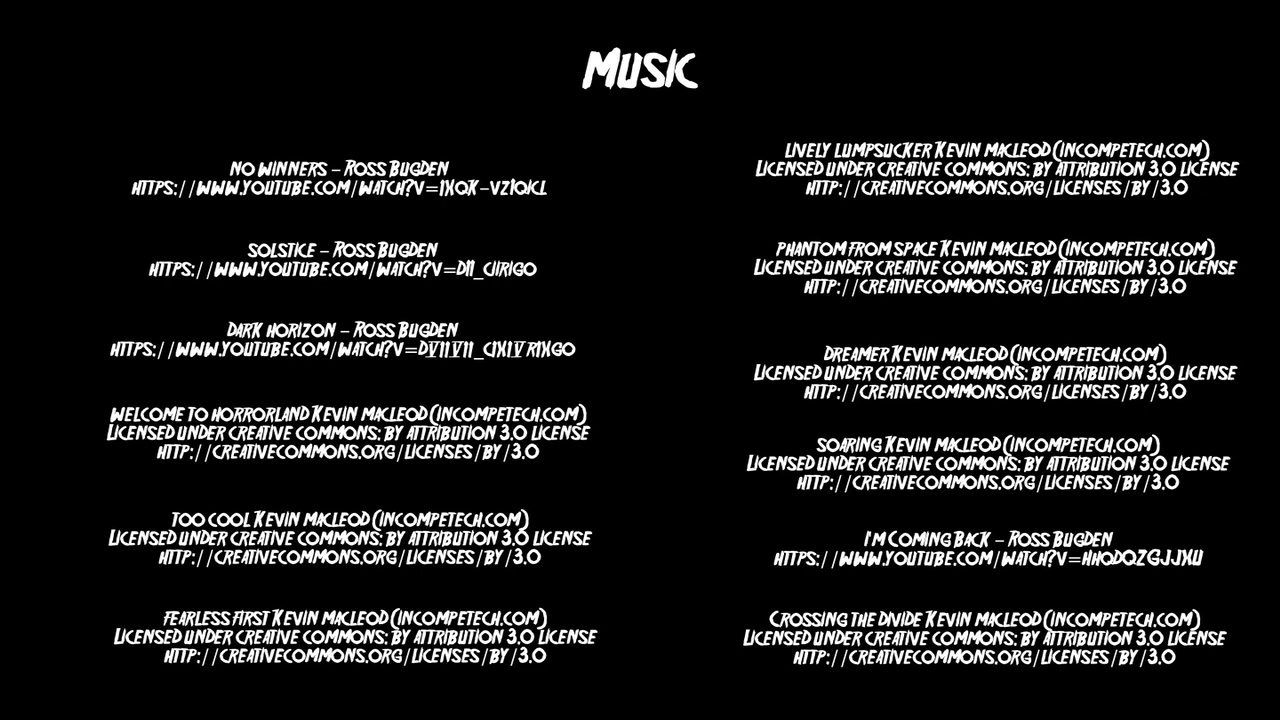 MUSIC
NO WINNERS – ROSS BUGDEN
HTTPS://WWW.YOUTUBE.COM/WATCH?V=1XQK-VZ1QKL
SOLSTICE – ROSS BUGDEN
HTTPS://WWW.YOUTUBE.COM/WATCH?V=D11_C11R1GO
DARK HORIZON – ROSS BUGDEN
HTTPS://WWW.YOUTUBE.COM/WATCH?V=
WELCOME TO HORRORLAND KEVIN MACLEOD (INCOMPETECH.COM)
LICENSED UNDER CREATIVE COMMONS: BY ATTRIBUTION 3.0 LICENSE
HTTP://CREATIVECOMMONS.ORG/LICENSES/BY/3.0
TOO COOL KEVIN MACLEOD (INCOMPETECH.COM)
LICENSED UNDER CREATIVE COMMONS: BY ATTRIBUTION 3.0 LICENSE
HTTP://CREATIVECOMMONS.ORG/LICENSES/BY/3.0
FEARLESS FIRST KEVIN MACLEOD (INCOMPETECH.COM)
LICENSED UNDER CREATIVE COMMONS: BY ATTRIBUTION 3.0 LICENSE
HTTP://CREATIVECOMMONS.ORG/LICENSES/BY/3.0
LIVELY LUMPSUCKER KEVIN MACLEOD (INCOMPETECH.COM)
LICENSED UNDER CREATIVE COMMONS: BY ATTRIBUTION 3.0 LICENSE
HTTP://CREATIVECOMMONS.ORG/LICENSES/BY/3.0
PHANTOM FROM SPACE KEVIN MACLEOD (INCOMPETECH.COM)
LICENSED UNDER CREATIVE COMMONS: BY ATTRIBUTION 3.0 LICENSE
HTTP://CREATIVECOMMONS.ORG/LICENSES/BY/3.0
DREAMER KEVIN MACLEOD (INCOMPETECH.COM)
LICENSED UNDER CREATIVE COMMONS: BY ATTRIBUTION 3.0 LICENSE
HTTP://CREATIVECOMMONS.ORG/LICENSES/BY/3.0
SOARING KEVIN MACLEOD (INCOMPETECH.COM)
LICENSED UNDER CREATIVE COMMONS: BY ATTRIBUTION 3.0 LICENSE
HTTP://CREATIVECOMMONS.ORG/LICENSES/BY/3.0
I'M COMING BACK – ROSS BUGDEN
HTTPS://WWW.YOUTUBE.COM/WATCH?V=HHQDQZGJJXU
CROSSING THE DIVIDE KEVIN MACLEOD (INCOMPETECH.COM)
LICENSED UNDER CREATIVE COMMONS: BY ATTRIBUTION 3.0 LICENSE
HTTP://CREATIVECOMMONS.ORG/LICENSES/BY/3.0